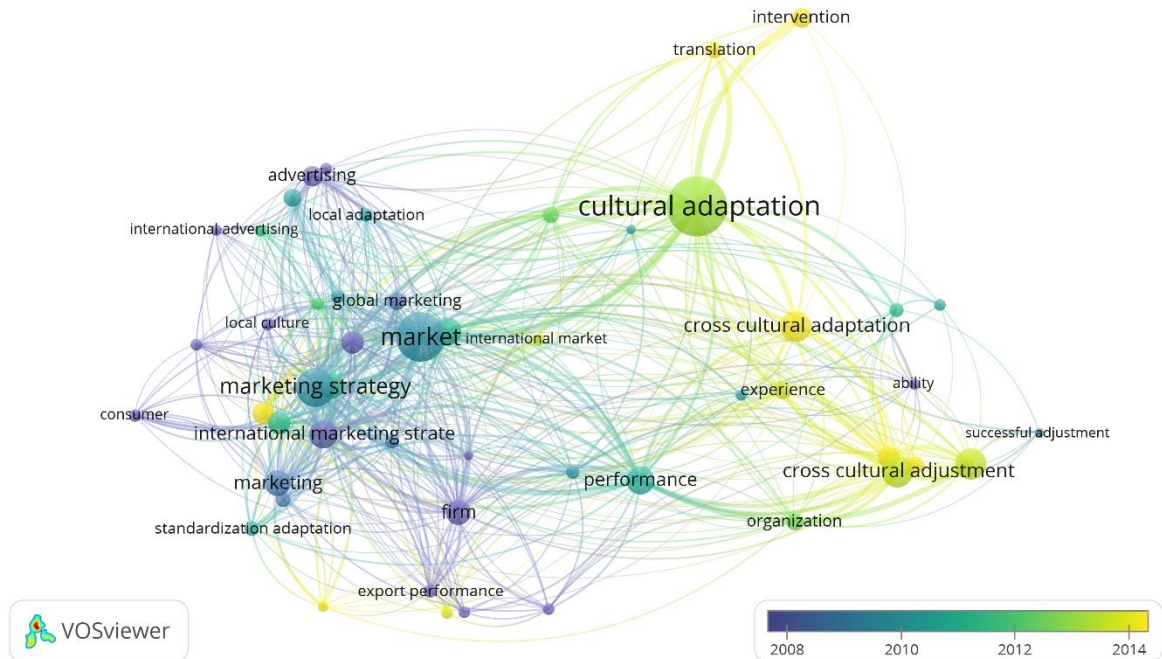 intervention
translation
advertising
cultural adaptation
local adaptation
international advertising
global marketing
local culture
market
international market
cross cultural adaptation
marketing strategy
experience
ability
consumer
international marketing strate
successful adjustment
cross cultural adjustment
marketing
performance
firm
organization
standardization adaptation
export performance
VOSviewer
2008
2010
2012
2014